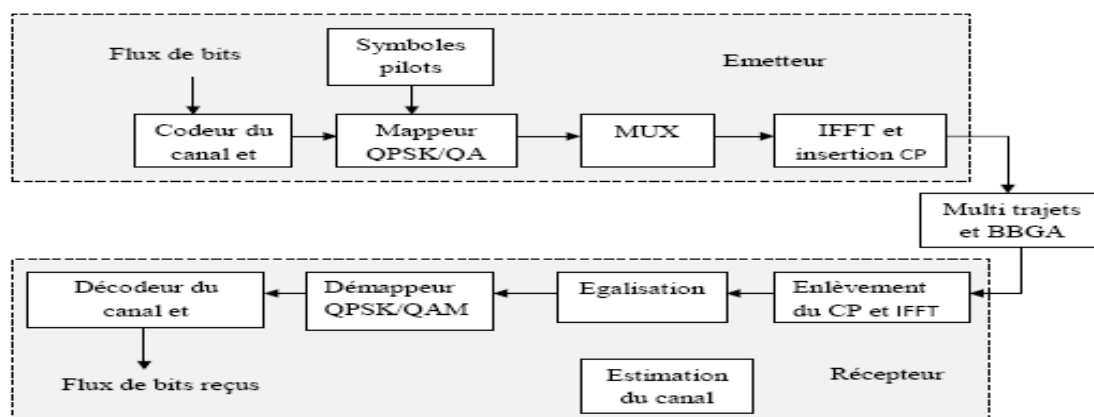 Flux de bits
Symboles
pilots
Emetteur
Codeur du
canal et
Mappeur
QPSK/QA
MUX
IFFT et
insertion CP
Multi trajets
et BBGA
Décodeur du
canal et
Démappeur
QPSK/QAM
Egalisation
Enlèvement
du CP et IFFT
Flux de bits reçus
Estimation
du canal
Récepteur